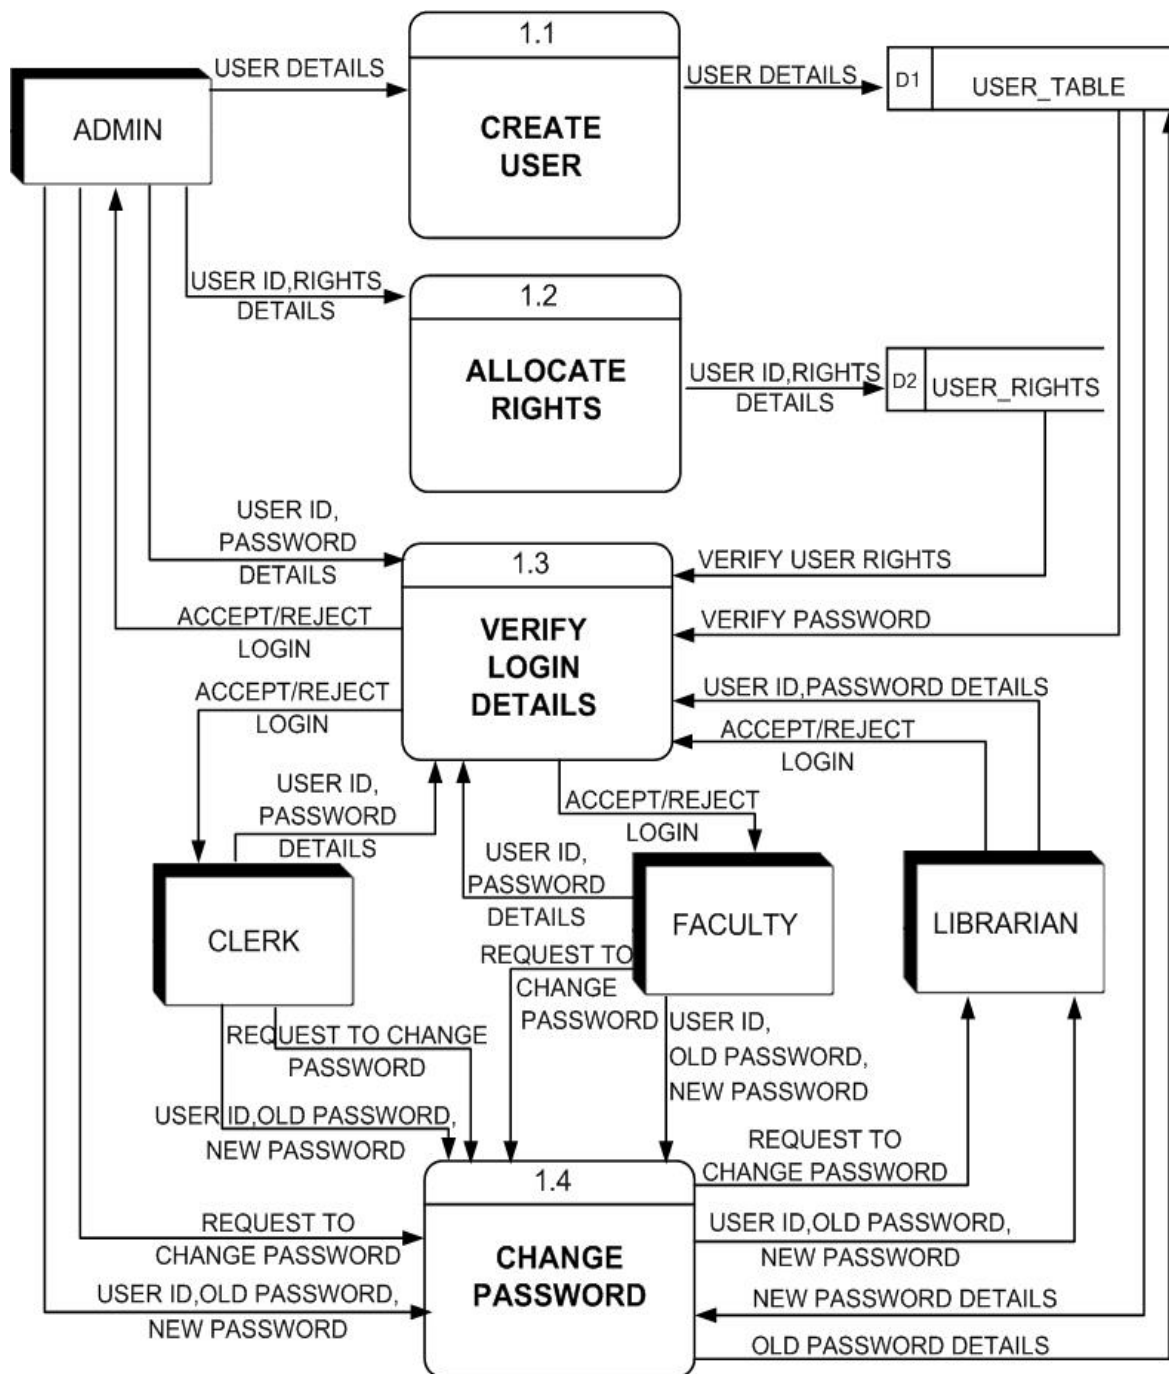 1.1
USER DETAILS
CREATE
USER
USER DETAILS
D1
USER_TABLE
ADMIN
USER ID,RIGHTS
DETAILS
1.2
ALLOCATE
RIGHTS
USER ID,RIGHTS
DETAILS
D2
USER_RIGHTS
USER ID,
PASSWORD
DETAILS
1.3
VERIFY
LOGIN
DETAILS
VERIFY USER RIGHTS
VERIFY PASSWORD
ACCEPT/REJECT
LOGIN
ACCEPT/REJECT
LOGIN
USER ID,PASSWORD DETAILS
ACCEPT/REJECT
LOGIN
USER ID,
PASSWORD
DETAILS
ACCEPT/REJECT
LOGIN
USER ID,
PASSWORD
DETAILS
CLERK
FACULTY
LIBRARIAN
REQUEST TO
CHANGE
PASSWORD
USER ID,
OLD PASSWORD,
NEW PASSWORD
REQUEST TO CHANGE
PASSWORD
USER ID,OLD PASSWORD,
NEW PASSWORD
REQUEST TO
CHANGE PASSWORD
1.4
CHANGE
PASSWORD
REQUEST TO
CHANGE PASSWORD
USER ID,OLD PASSWORD,
NEW PASSWORD
USER ID,OLD PASSWORD,
NEW PASSWORD
NEW PASSWORD DETAILS
OLD PASSWORD DETAILS